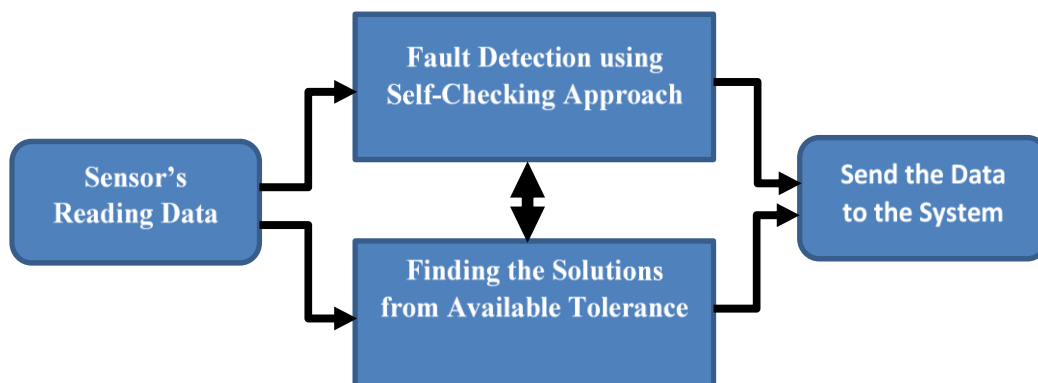 Fault Detection using
Self-Checking Approach
Sensor’s
Reading Data
Send the Data
to the System
Finding the Solutions
from Available Tolerance